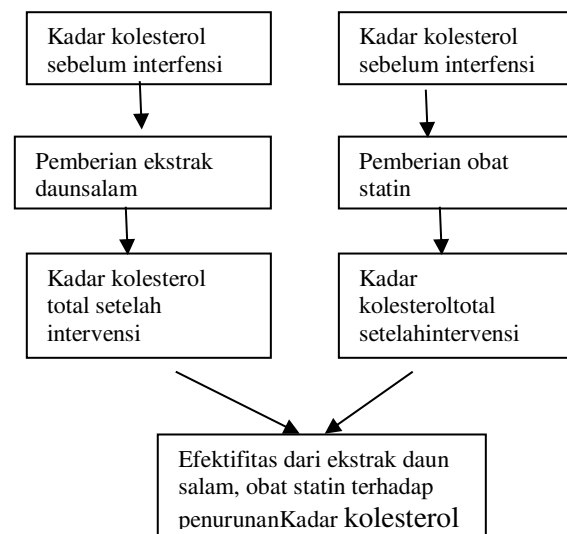 Kadar kolesterol
sebelum interfensi
Kadar kolesterol
sebelum interfensi
Pemberian ekstrak
daunsalam
Pemberian obat
statin
Kadar kolesterol
total setelah
intervensi
Kadar
kolesteroltotal
setelahintervensi
Efektifitas dari ekstrak daun
salam, obat statin terhadap
penurunanKadar kolesterol